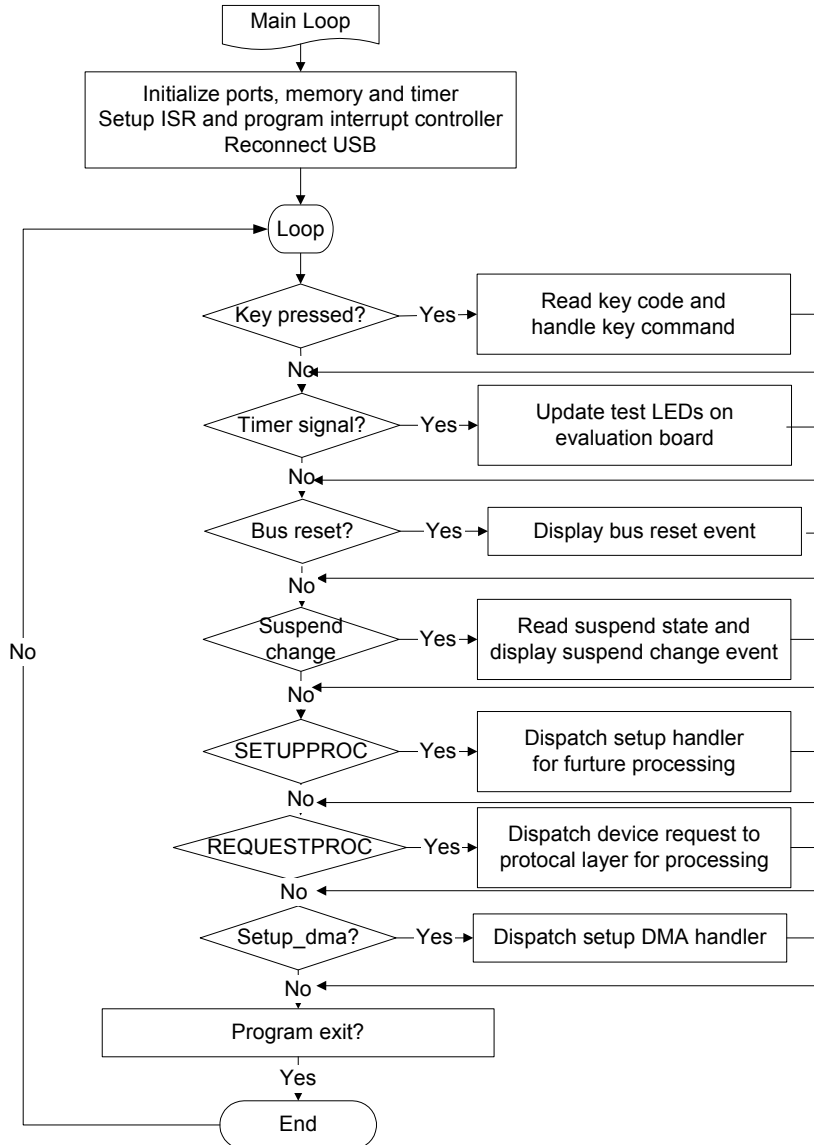 Main Loop
Initialize ports, memory and timer
Setup ISR and program interrupt controller
Reconnect USB
Loop
Key pressed?
Yes
Read key code and
handle key command
No
Timer signal?
Yes
Update test LEDs on
evaluation board
No
Bus reset?
Yes
Display bus reset event
No
Suspend
change
Yes
Read suspend state and
display suspend change event
No
No
SETUPPROC
Yes
Dispatch setup handler
for furture processing
No
REQUESTPROC
Yes
Dispatch device request to
protocal layer for processing
No
Setup_dma?
Yes
Dispatch setup DMA handler
No
Program exit?
Yes
End